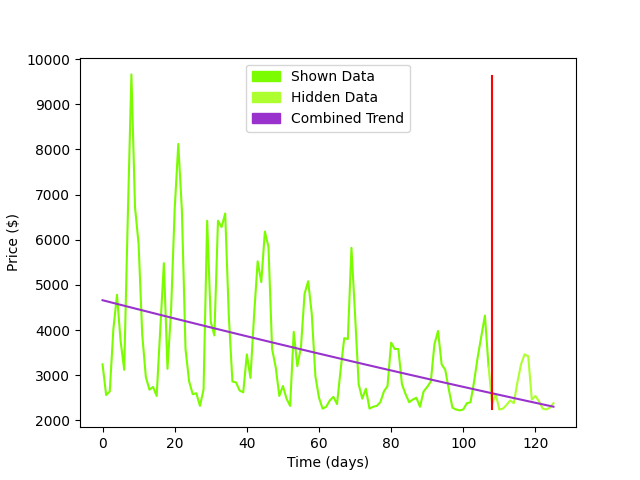 Shown Data
Hidden Data
Combined Trend
Price ($)
10000
9000
8000
7000
6000
5000
4000
3000
2000
0 20 40 60 80 100 120
Time (days)